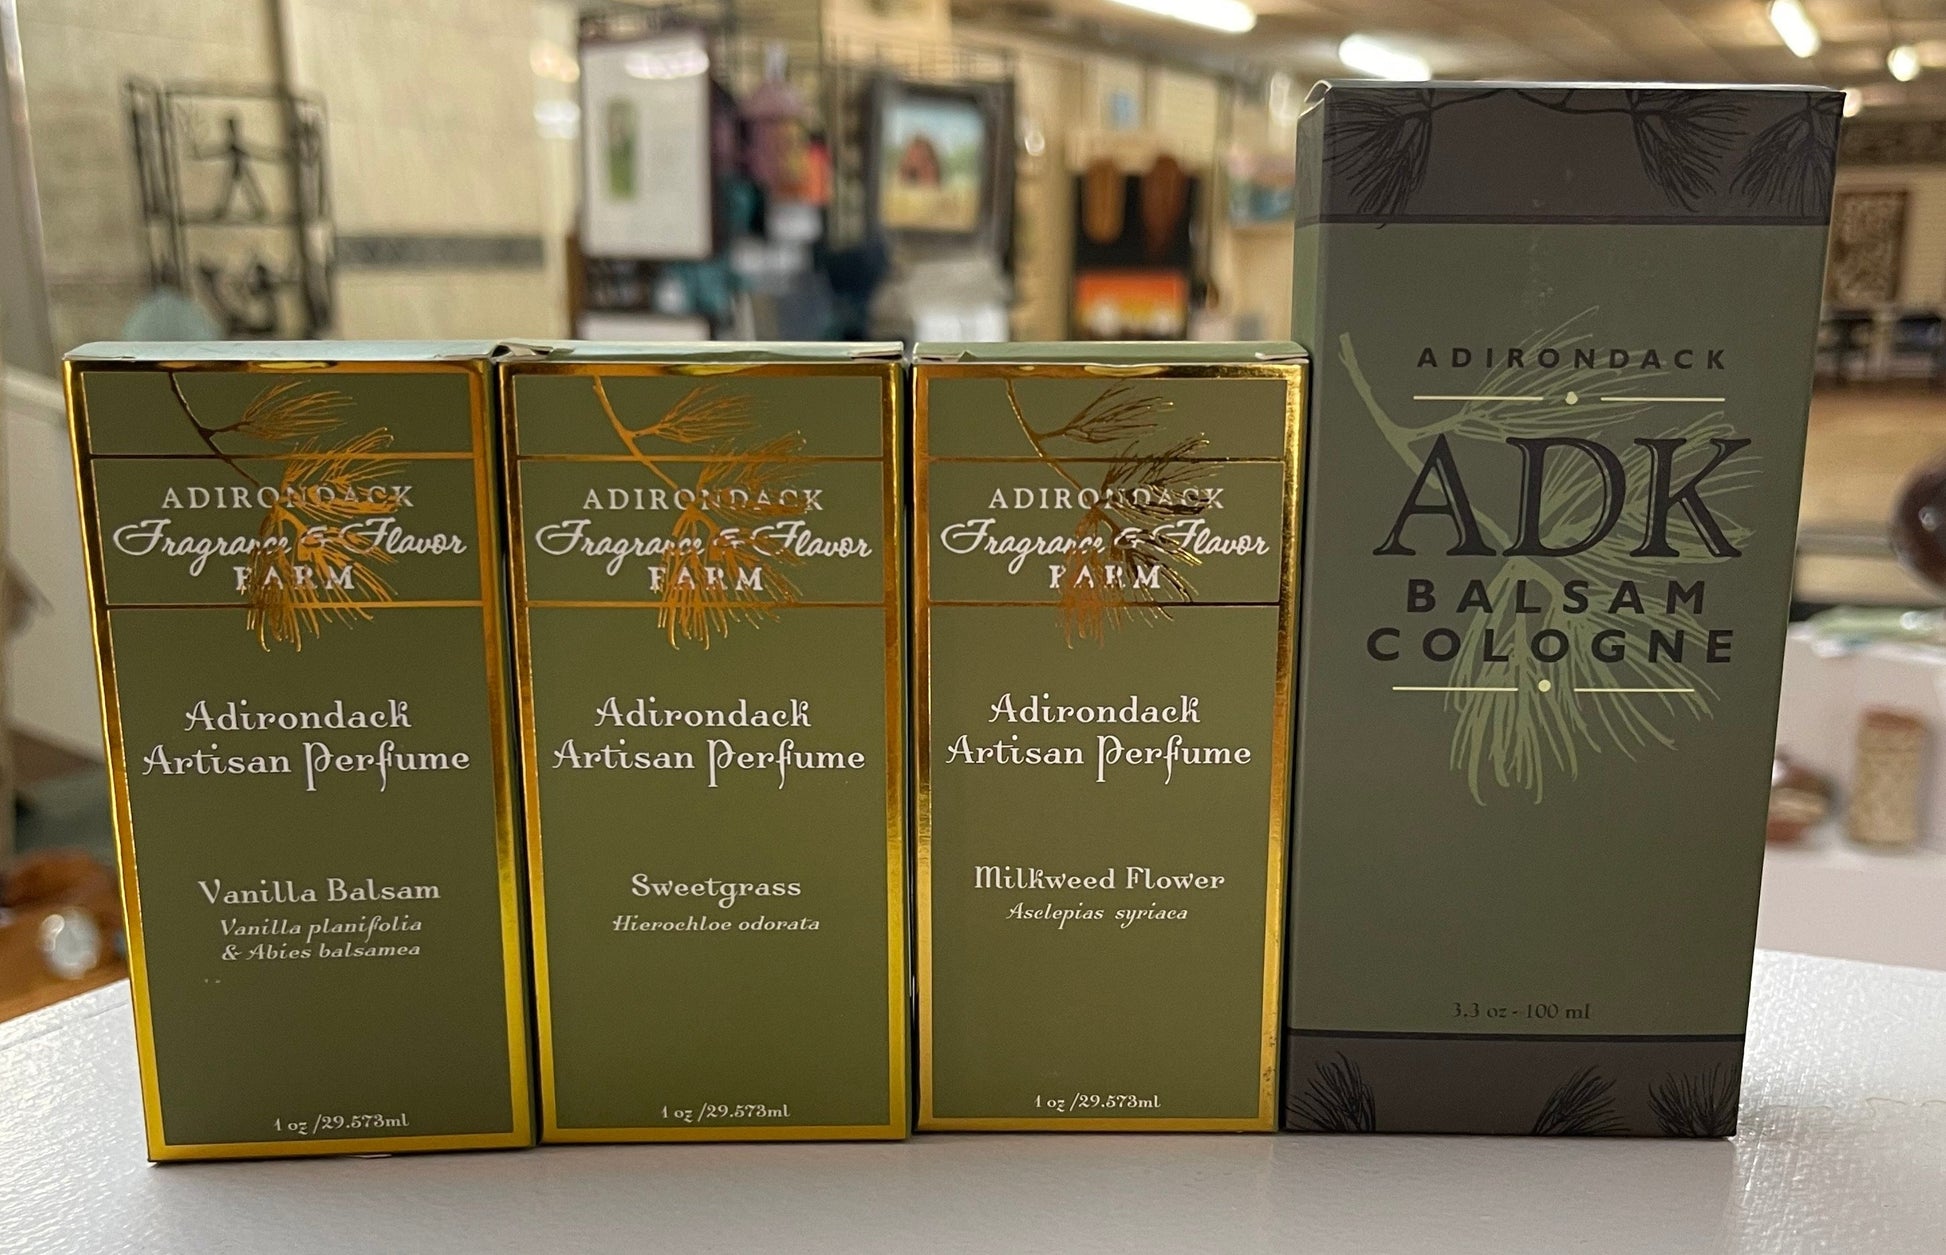 ADIRONDACK
Fragrance & Flavor
FARM
Adirondack
Artisan Perfume
Vanilla Balsam
Vanilla planifolia
& Abies balsamea
1 oz /29.573ml
ADIRONDACK
Fragrance & Flavor
FARM
Adirondack
Artisan Perfume
Sweetgrass
Hierochloe odorata
1 oz /29.573ml
ADIRONDACK
Fragrance & Flavor
FARM
Adirondack
Artisan Perfume
Milkweed Flower
Asclepias syriaca
1 oz /29.573ml
ADIRONDACK
ADK
BALSAM
COLOGNE
3.3 oz - 100 ml